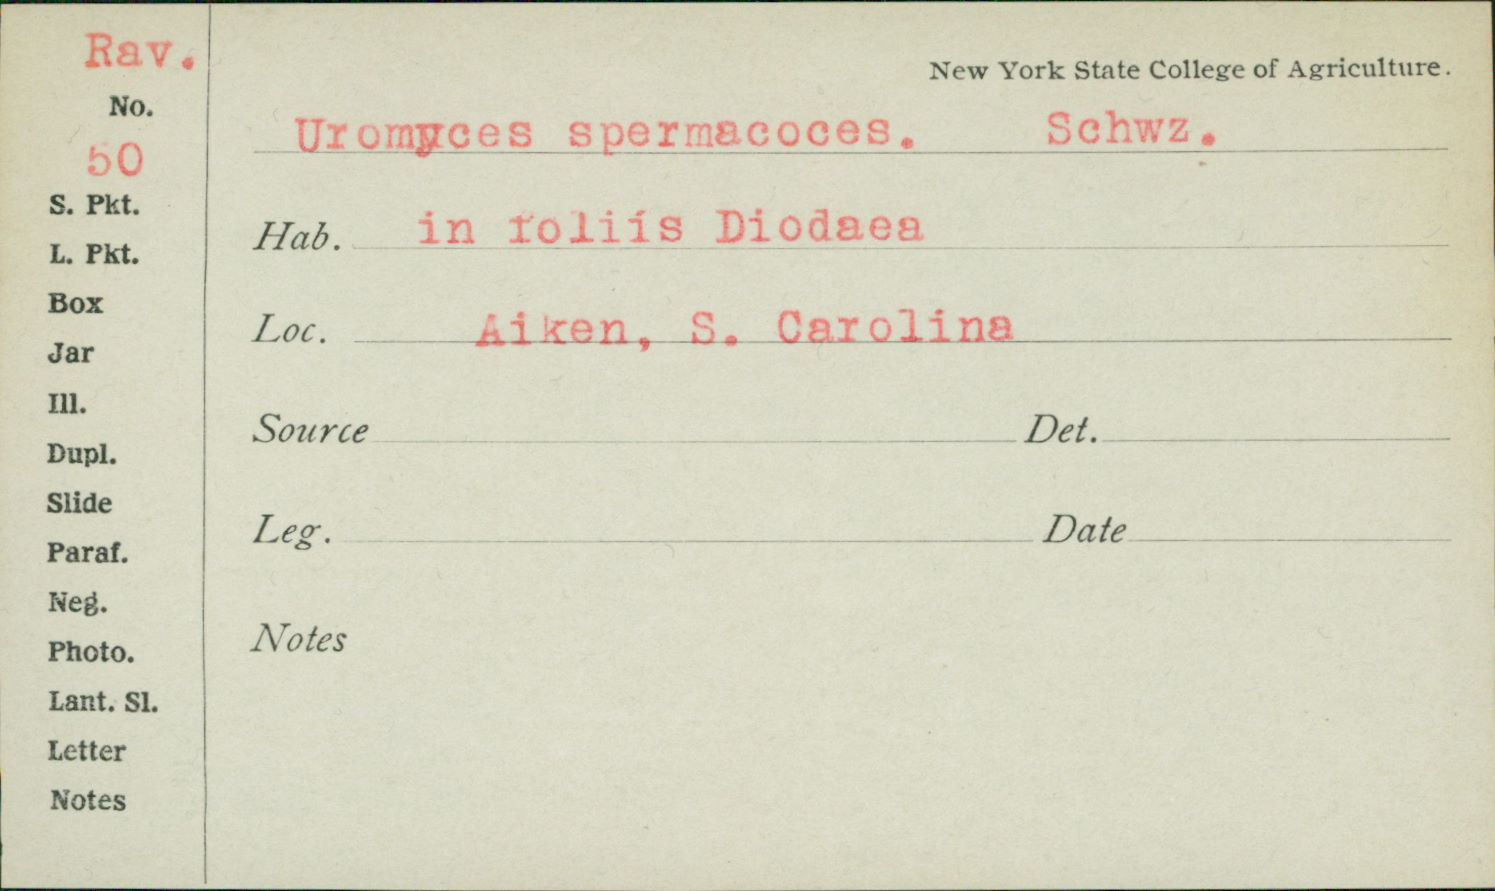 Rav.
No.
50
S. Pkt.
L. Pkt.
Box
Jar
Ill.
Dupl.
Slide
Paraf.
Neg.
Photo.
Lant. Sl.
Letter
Notes
New York State College of Agriculture.
Uromyces spermacoces. Schwz.
Hab. in foliis Diodaea
Loc. Aiken, S. Carolina
Source Det.
Leg. Date
Notes